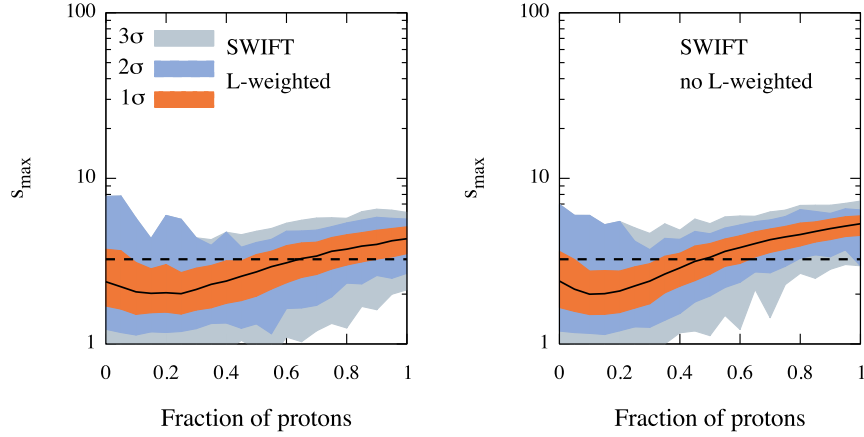 100
10
1
s_max
3σ
2σ
1σ
SWIFT
L-weighted
0 0.2 0.4 0.6 0.8 1
Fraction of protons
100
10
1
s_max
SWIFT
no L-weighted
0 0.2 0.4 0.6 0.8 1
Fraction of protons